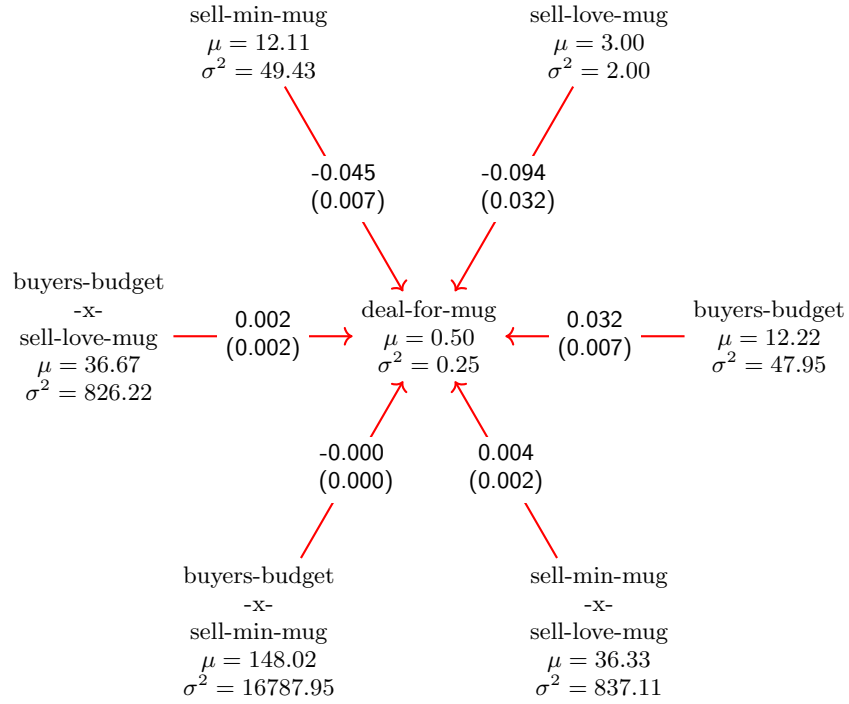 sell-min-mug
μ = 12.11
σ² = 49.43
sell-love-mug
μ = 3.00
σ² = 2.00
-0.045
(0.007)
-0.094
(0.032)
buyers-budget
-x-
sell-love-mug
μ = 36.67
σ² = 826.22
0.002
(0.002)
deal-for-mug
μ = 0.50
σ² = 0.25
0.032
(0.007)
buyers-budget
μ = 12.22
σ² = 47.95
-0.000
(0.000)
0.004
(0.002)
buyers-budget
-x-
sell-min-mug
μ = 148.02
σ² = 16787.95
sell-min-mug
-x-
sell-love-mug
μ = 36.33
σ² = 837.11